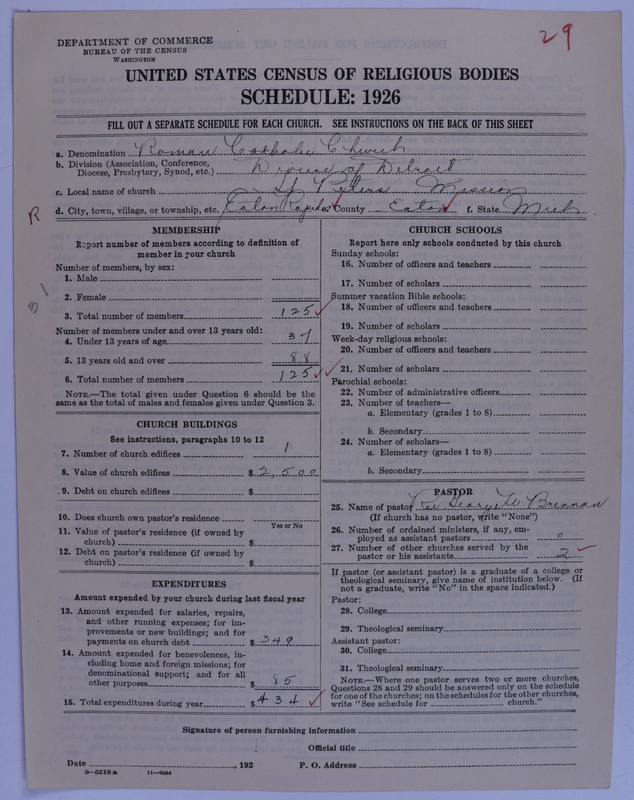 29
DEPARTMENT OF COMMERCE
BUREAU OF THE CENSUS
WASHINGTON
UNITED STATES CENSUS OF RELIGIOUS BODIES
SCHEDULE: 1926
FILL OUT A SEPARATE SCHEDULE FOR EACH CHURCH. SEE INSTRUCTIONS ON THE BACK OF THIS SHEET
a. Denomination Roman Catholic Church
b. Division (Association, Conference, Diocese, Presbytery, Synod, etc.) Diocese of Detroit
c. Local name of church St Peters Mission
R d. City, town, village, or township, etc. Eaton Rapids County Eaton f. State Mich
MEMBERSHIP
Report number of members according to definition of
member in your church
Number of members, by sex:
1. Male
2. Female
3. Total number of members 125
Number of members under and over 13 years old:
4. Under 13 years of age 37
5. 13 years old and over 88
6. Total number of members 125
NOTE.—The total given under Question 6 should be
same as the total of males and females given under Question 3.
CHURCH BUILDINGS
See instructions, paragraphs 10 to 12
7. Number of church edifices 1
8. Value of church edifices $2,500
9. Debt on church edifices $
10. Does church own pastor's residence
Yes or No
11. Value of pastor's residence (if owned by
church) $
12. Debt on pastor's residence (if owned by
church) $
EXPENDITURES
Amount expended by your church during last fiscal year
13. Amount expended for salaries, repairs,
and other running expenses; for im-
provements or new buildings; and for
payments on church debt $349
14. Amount expended for benevolences, in-
cluding home and foreign missions; for
denominational support; and for all
other purposes $85
15. Total expenditures during year $434
CHURCH SCHOOLS
Report here only schools conducted by this church
Sunday schools:
16. Number of officers and teachers
17. Number of scholars
Summer vacation Bible schools:
18. Number of officers and teachers
19. Number of scholars
Week-day religious schools:
20. Number of officers and teachers
21. Number of scholars
Parochial schools:
22. Number of administrative officers
23. Number of teachers—
a. Elementary (grades 1 to 8)
b. Secondary
24. Number of scholars—
a. Elementary (grades 1 to 8)
b. Secondary
PASTOR
25. Name of pastor Rev George W Brennan
(If church has no pastor, write "None")
26. Number of ordained ministers, if any, em-
ployed as assistant pastors 0
27. Number of other churches served by the
pastor or his assistants 2
If pastor (or assistant pastor) is a graduate of a college or
theological seminary, give name of institution below. (If
not a graduate, write "No" in the space indicated.)
Pastor:
28. College
29. Theological seminary
Assistant pastor:
30. College
31. Theological seminary
NOTE.—Where one pastor serves two or more churches,
Questions 28 and 29 should be answered only on the schedule
for one of the churches; on the schedules for the other churches,
write "See schedule for church."
Signature of person furnishing information
Official title
Date , 192 P. O. Address
8-5518a 11-9084